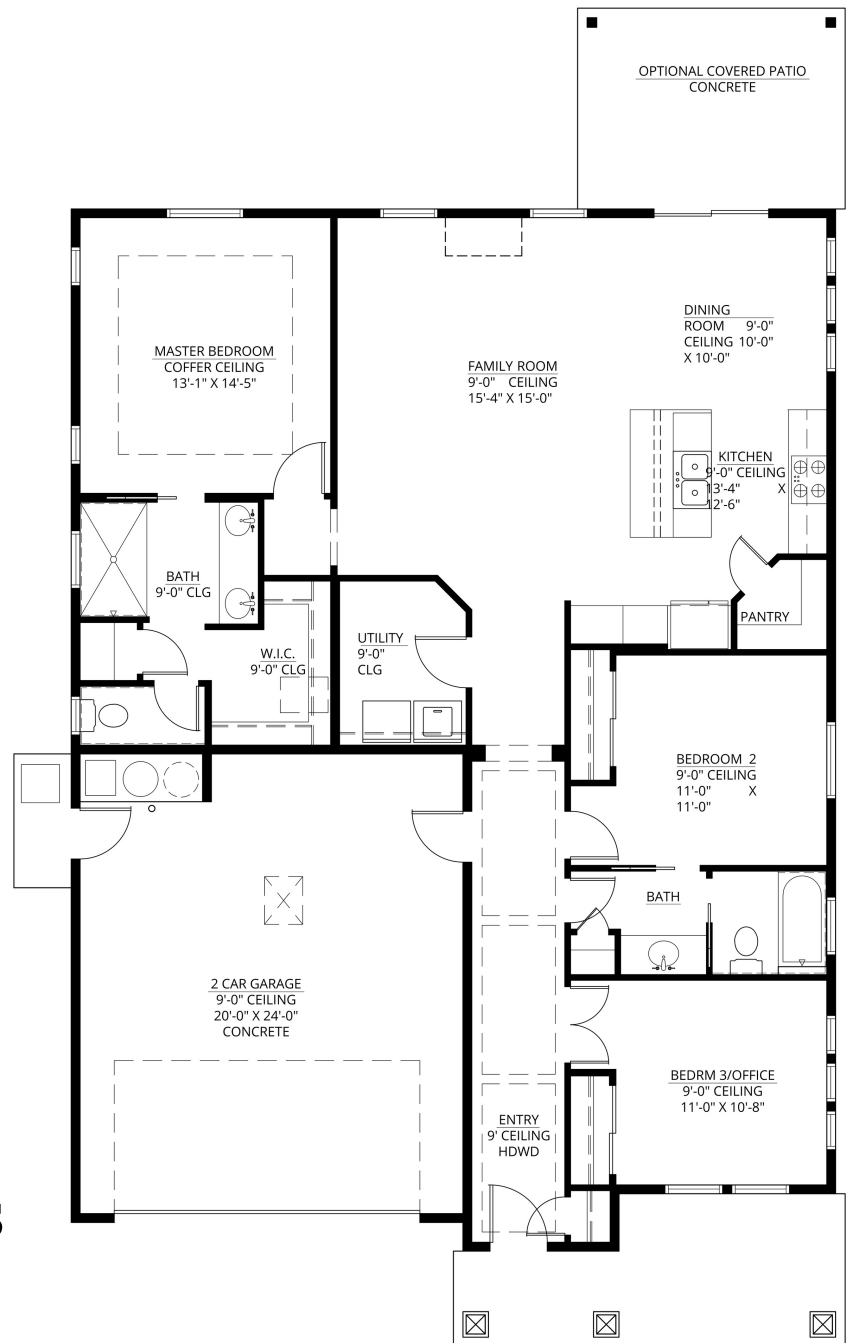 OPTIONAL COVERED PATIO
CONCRETE
MASTER BEDROOM
COFFER CEILING
13'-1" X 14'-5"
FAMILY ROOM
9'-0" CEILING
15'-4" X 15'-0"
DINING
ROOM 9'-0"
CEILING 10'-0"
X 10'-0"
KITCHEN
9'-0" CEILING
13'-4" X
12'-6"
BATH
9'-0" CLG
W.I.C.
9'-0" CLG
UTILITY
9'-0"
CLG
PANTRY
BEDROOM 2
9'-0" CEILING
11'-0" X
11'-0"
BATH
2 CAR GARAGE
9'-0" CEILING
20'-0" X 24'-0"
CONCRETE
BEDRM 3/OFFICE
9'-0" CEILING
11'-0" X 10'-8"
ENTRY
9' CEILING
HDWD